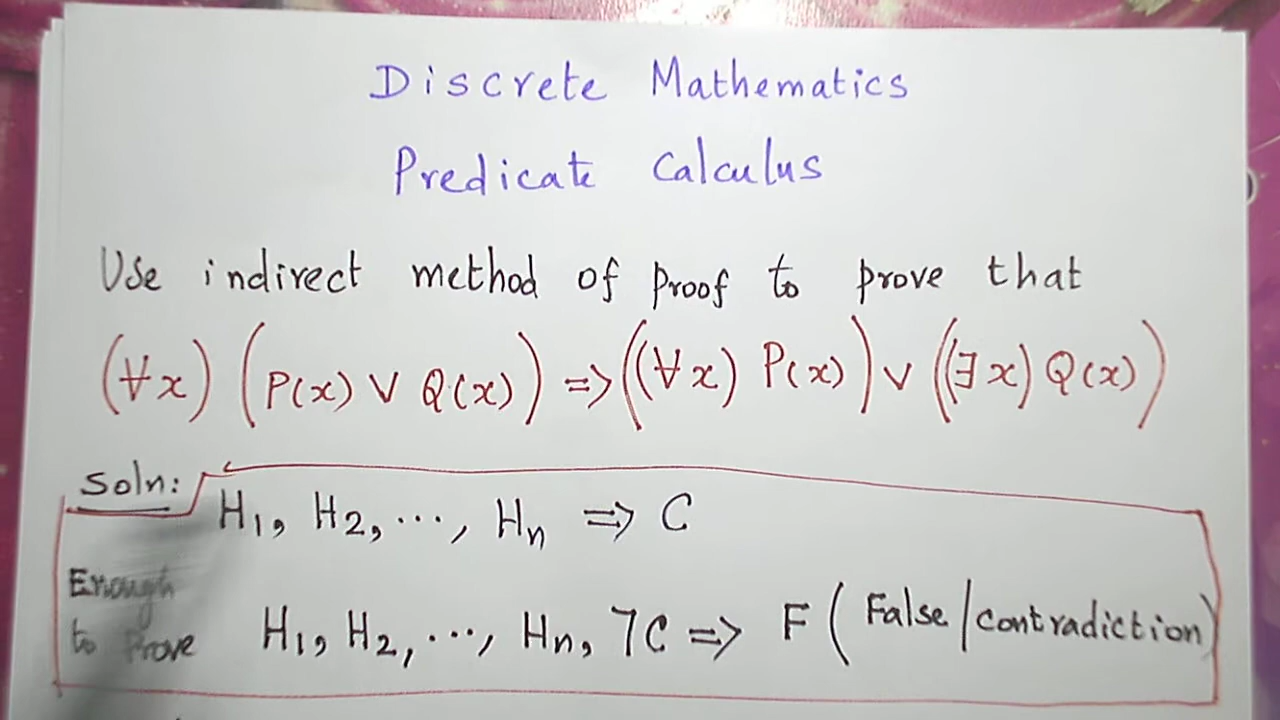 Discrete Mathematics
Predicate Calculus
Use indirect method of proof to prove that
(∀x) (P(x) ∨ Q(x)) => ((∀x) P(x)) ∨ ((∃x) Q(x))
Soln:
H₁, H₂, ..., Hₙ => C
Enough
to Prove H₁, H₂, ..., Hₙ, ⅂C => F (False/contradiction)